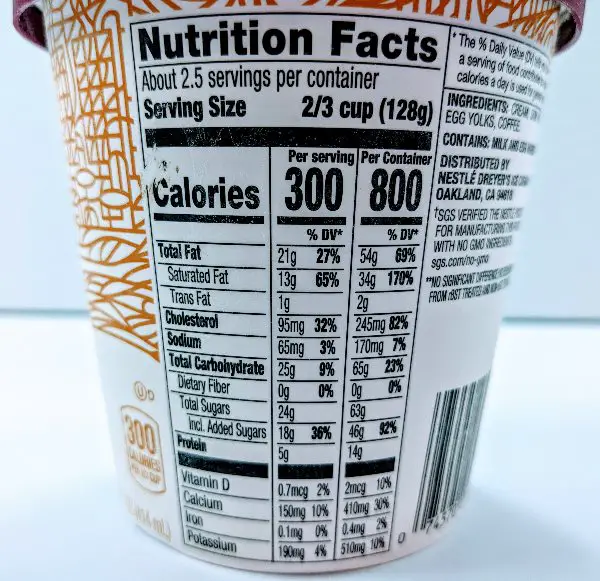 Nutrition Facts
About 2.5 servings per container
Serving Size 2/3 cup (128g)
Per serving Per Container
Calories 300 800
% DV* % DV*
Total Fat 21g 27% 54g 69%
Saturated Fat 13g 65% 34g 170%
Trans Fat 1g 2g
Cholesterol 95mg 32% 245mg 82%
Sodium 65mg 3% 170mg 7%
Total Carbohydrate 25g 9% 65g 23%
Dietary Fiber 0g 0% 0g 0%
Total Sugars 24g 63g
Incl. Added Sugars 18g 36% 46g 92%
Protein 5g 14g
Vitamin D 0.7mcg 2% 2mcg 10%
Calcium 150mg 10% 410mg 30%
Iron 0.1mg 0% 0.4mg 2%
Potassium 190mg 4% 510mg 10%
*The % Daily Value (DV)
a serving of food
calories a day is used
INGREDIENTS: CREAM,
EGG YOLKS, COFFEE
CONTAINS: MILK AND
DISTRIBUTED BY
NESTLÉ DREYER'S ICE
OAKLAND, CA
†SGS VERIFIED THE NESTLÉ
FOR MANUFACTURING
WITH NO GMO INGREDIENTS
sgs.com/no-gmo
**NO SIGNIFICANT DIFFERENCE
FROM rBST TREATED AND
U D
300
CALORIES
PER 2/3 CUP
0